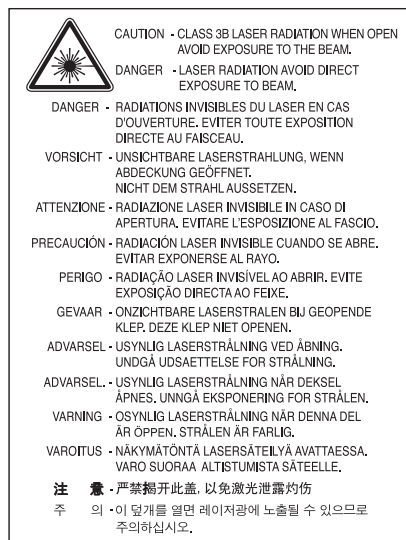 CAUTION - CLASS 3B LASER RADIATION WHEN OPEN
AVOID EXPOSURE TO THE BEAM.
DANGER - LASER RADIATION AVOID DIRECT
EXPOSURE TO BEAM.
DANGER - RADIATIONS INVISIBLES DU LASER EN CAS
D'OUVERTURE. EVITER TOUTE EXPOSITION
DIRECTE AU FAISCEAU.
VORSICHT - UNSICHTBARE LASERSTRAHLUNG, WENN
ABDECKUNG GEÖFFNET.
NICHT DEM STRAHL AUSSETZEN.
ATTENZIONE - RADIAZIONE LASER INVISIBILE IN CASO DI
APERTURA. EVITARE L'ESPOSIZIONE AL FASCIO.
PRECAUCIÓN - RADIACIÓN LASER INVISIBLE CUANDO SE ABRE.
EVITAR EXPONERSE AL RAYO.
PERIGO - RADIAÇÃO LASER INVISÍVEL AO ABRIR. EVITE
EXPOSIÇÃO DIRECTA AO FEIXE.
GEVAAR - ONZICHTBARE LASERSTRALEN BIJ GEOPENDE
KLEP. DEZE KLEP NIET OPENEN.
ADVARSEL - USYNLIG LASERSTRÅLNING VED ÅBNING.
UNDGÅ UDSAETTELSE FOR STRÅLNING.
ADVARSEL. - USYNLIG LASERSTRÅLNING NÅR DEKSEL
ÅPNES. UNNGÅ EKSPONERING FOR STRÅLEN.
VARNING - OSYNLIG LASERSTRÅLNING NÄR DENNA DEL
ÄR ÖPPEN. STRÅLEN ÄR FARLIG.
VAROITUS - NÄKYMÄTÖNTÄ LASERSÄTEILYÄ AVATTAESSA.
VARO SUORAA ALTISTUMISTA SÄTEELLE.
注 意 - 严禁揭开此盖, 以免激光泄露灼伤
주 의 - 이 덮개를 열면 레이저광에 노출될 수 있으므로
주의하십시오.